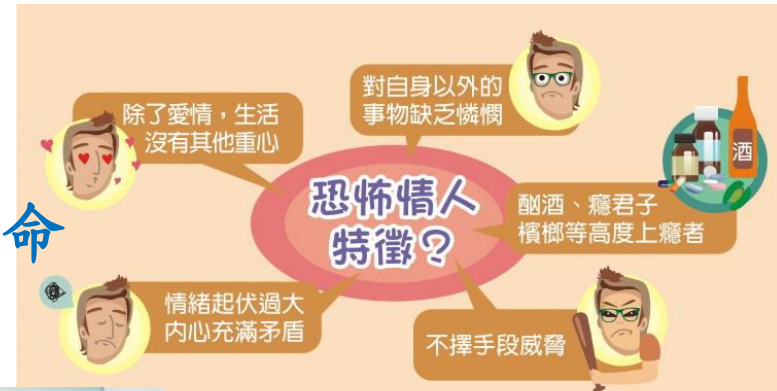 對自身以外的
事物缺乏憐憫
除了愛情，生活
沒有其他重心
酒
恐怖情人
特徵？
酗酒、癮君子
檳榔等高度上癮者
命
情緒起伏過大
內心充滿矛盾
不擇手段威脅